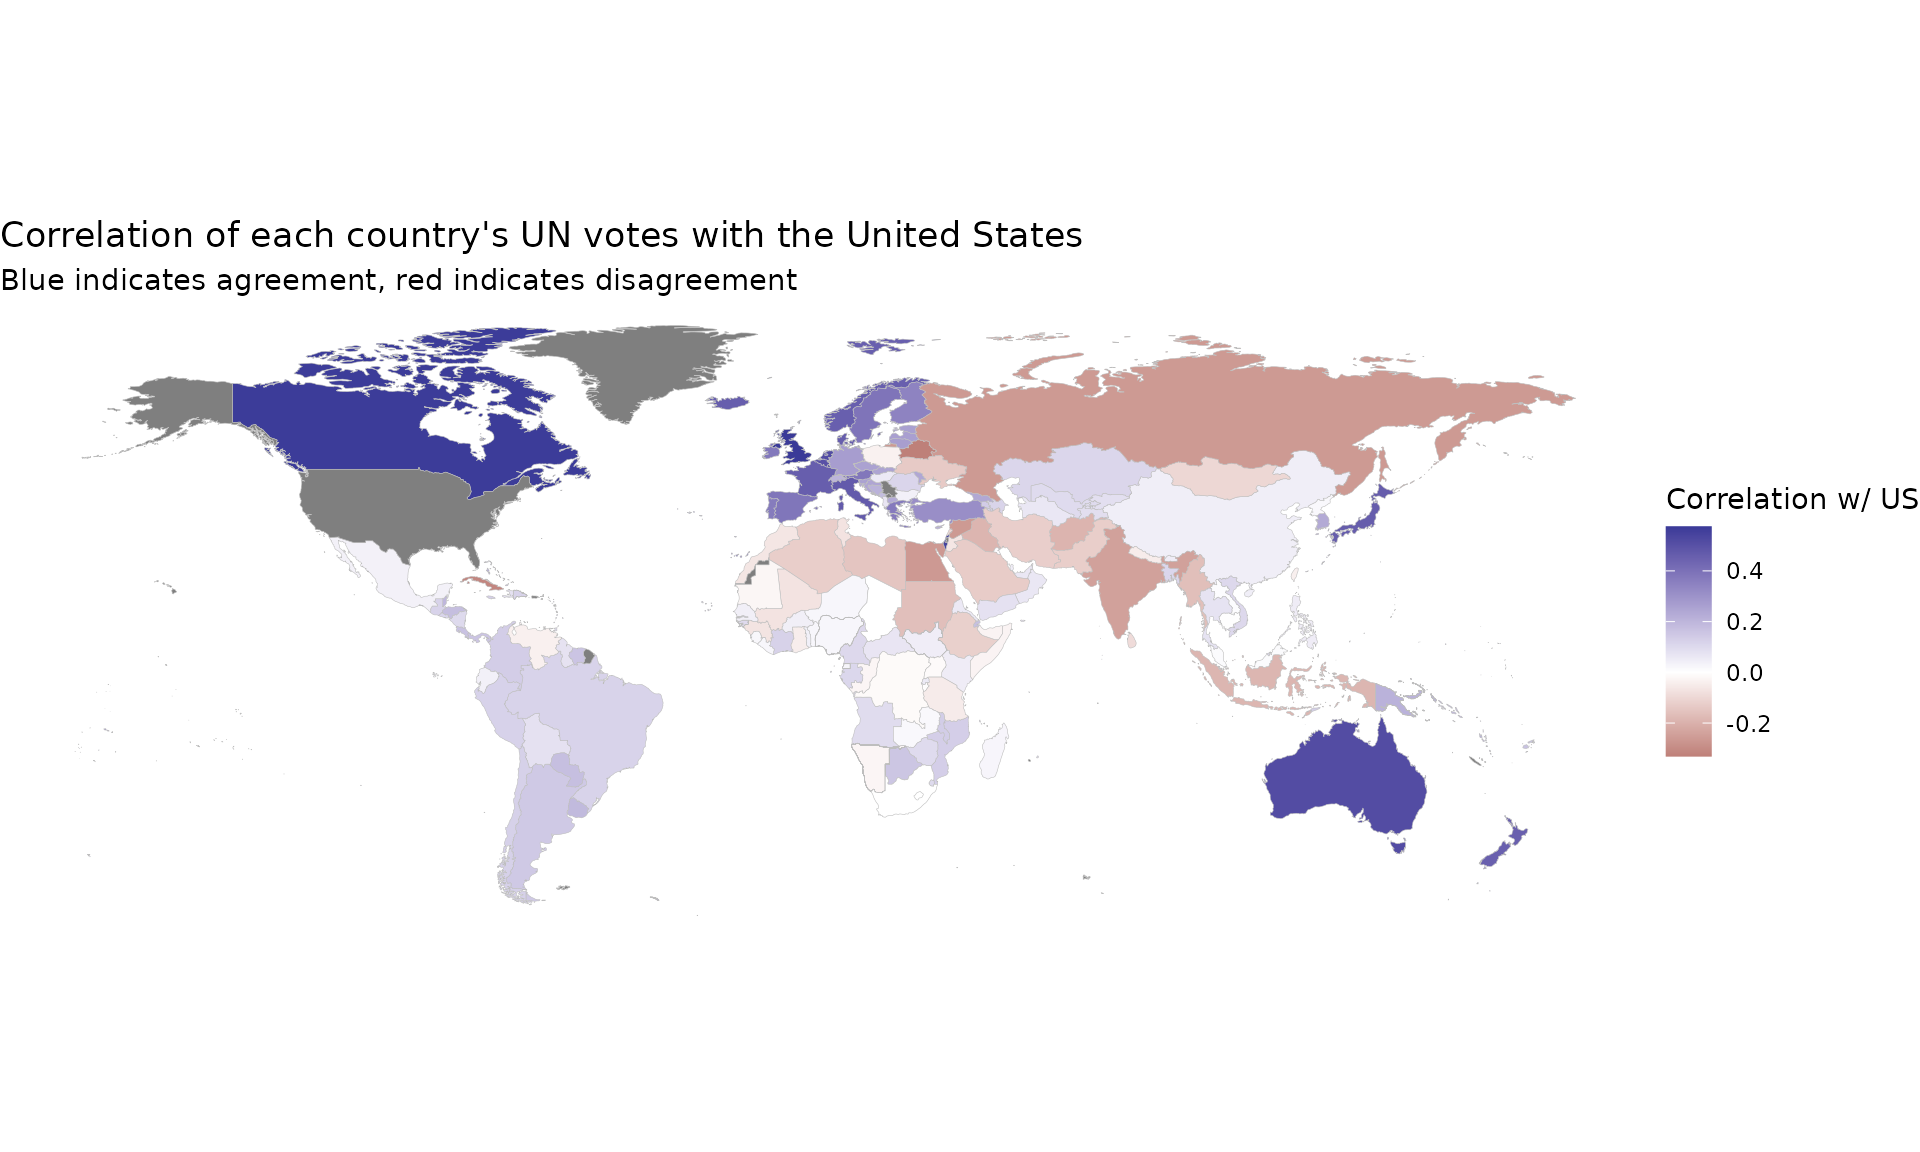 Correlation of each country's UN votes with the United States
Blue indicates agreement, red indicates disagreement
Correlation w/ US
0.4
0.2
0.0
-0.2